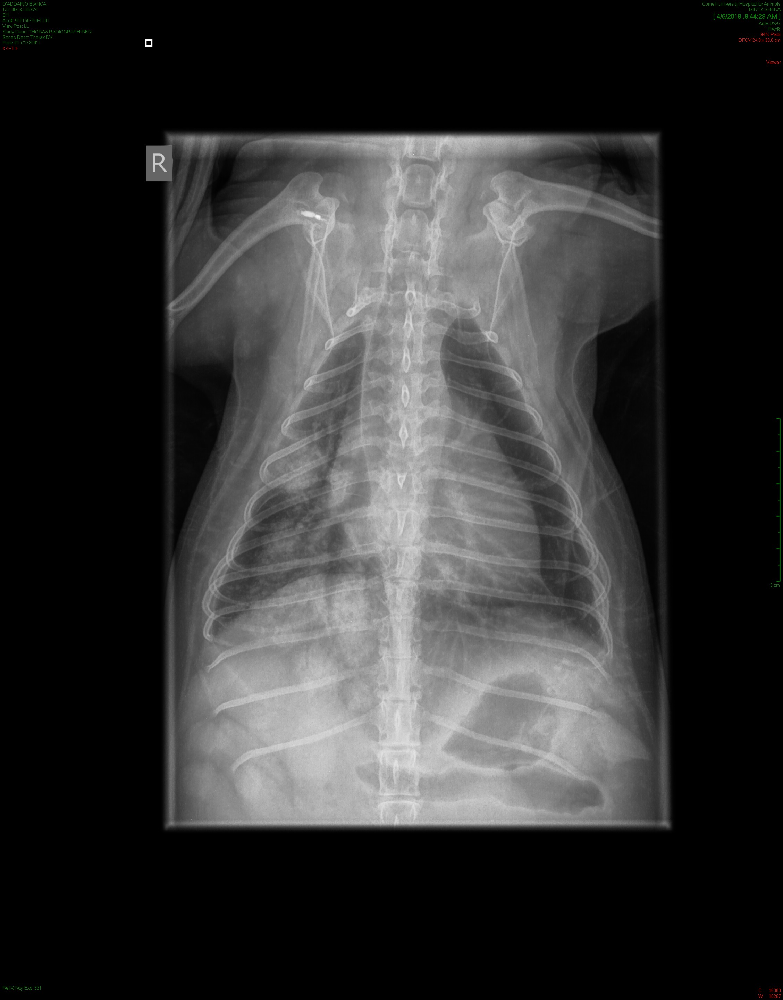 D'ADDARIO BIANCA
13Y 8M,S,185974
SI:1
Acc#: 502156-350-1331
View Pos: LL
Study Desc: THORAX RADIOGRAPH-REO
Series Desc: Thorax DV
Plate ID: C132001I
< 4 - 1 >
Cornell University Hospital for Animals
MINTZ SHANA
[ 4/5/2018 ,8:44:23 AM ]
Agfa DX-G
PAH8
94% Pixel
DFOV 24.0 x 30.6 cm
Viewer
R
5 cm
Rel X Ray Exp: 531
C 16383
W 10267